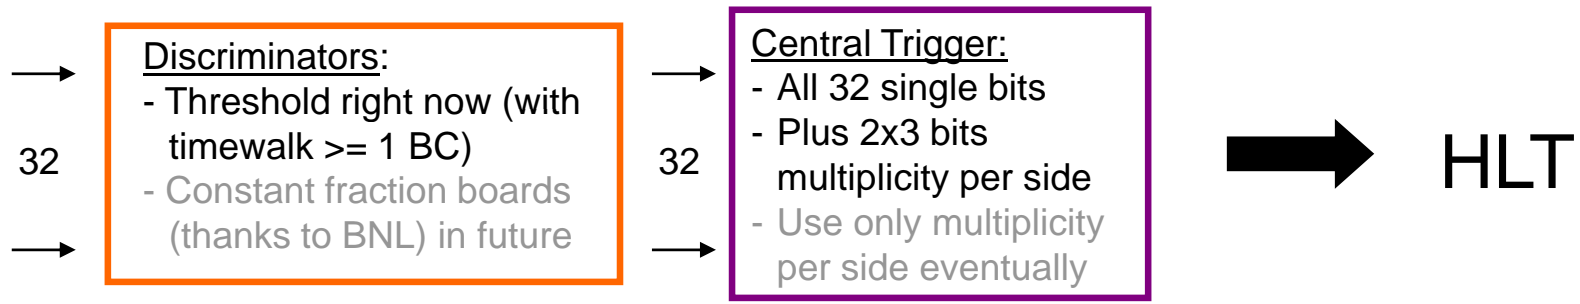 32
Discriminators:
- Threshold right now (with
timewalk >= 1 BC)
- Constant fraction boards
(thanks to BNL) in future
32
Central Trigger:
- All 32 single bits
- Plus 2x3 bits
multiplicity per side
- Use only multiplicity
per side eventually
HLT